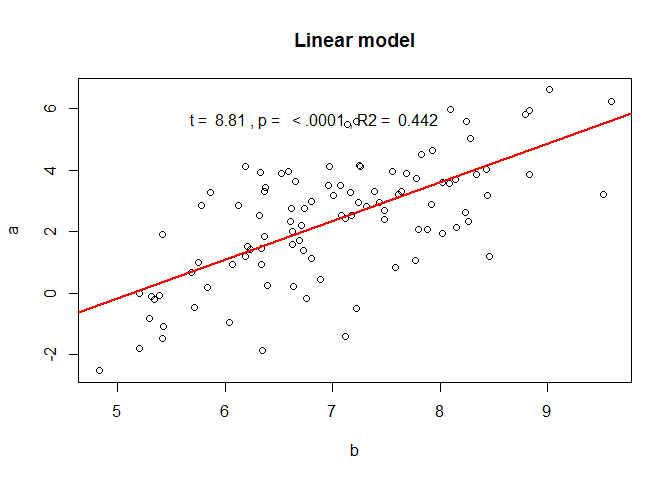 Linear model
t = 8.81 , p = < .0001 , R2 = 0.442
6
4
2
0
-2
a
5 6 7 8 9
b